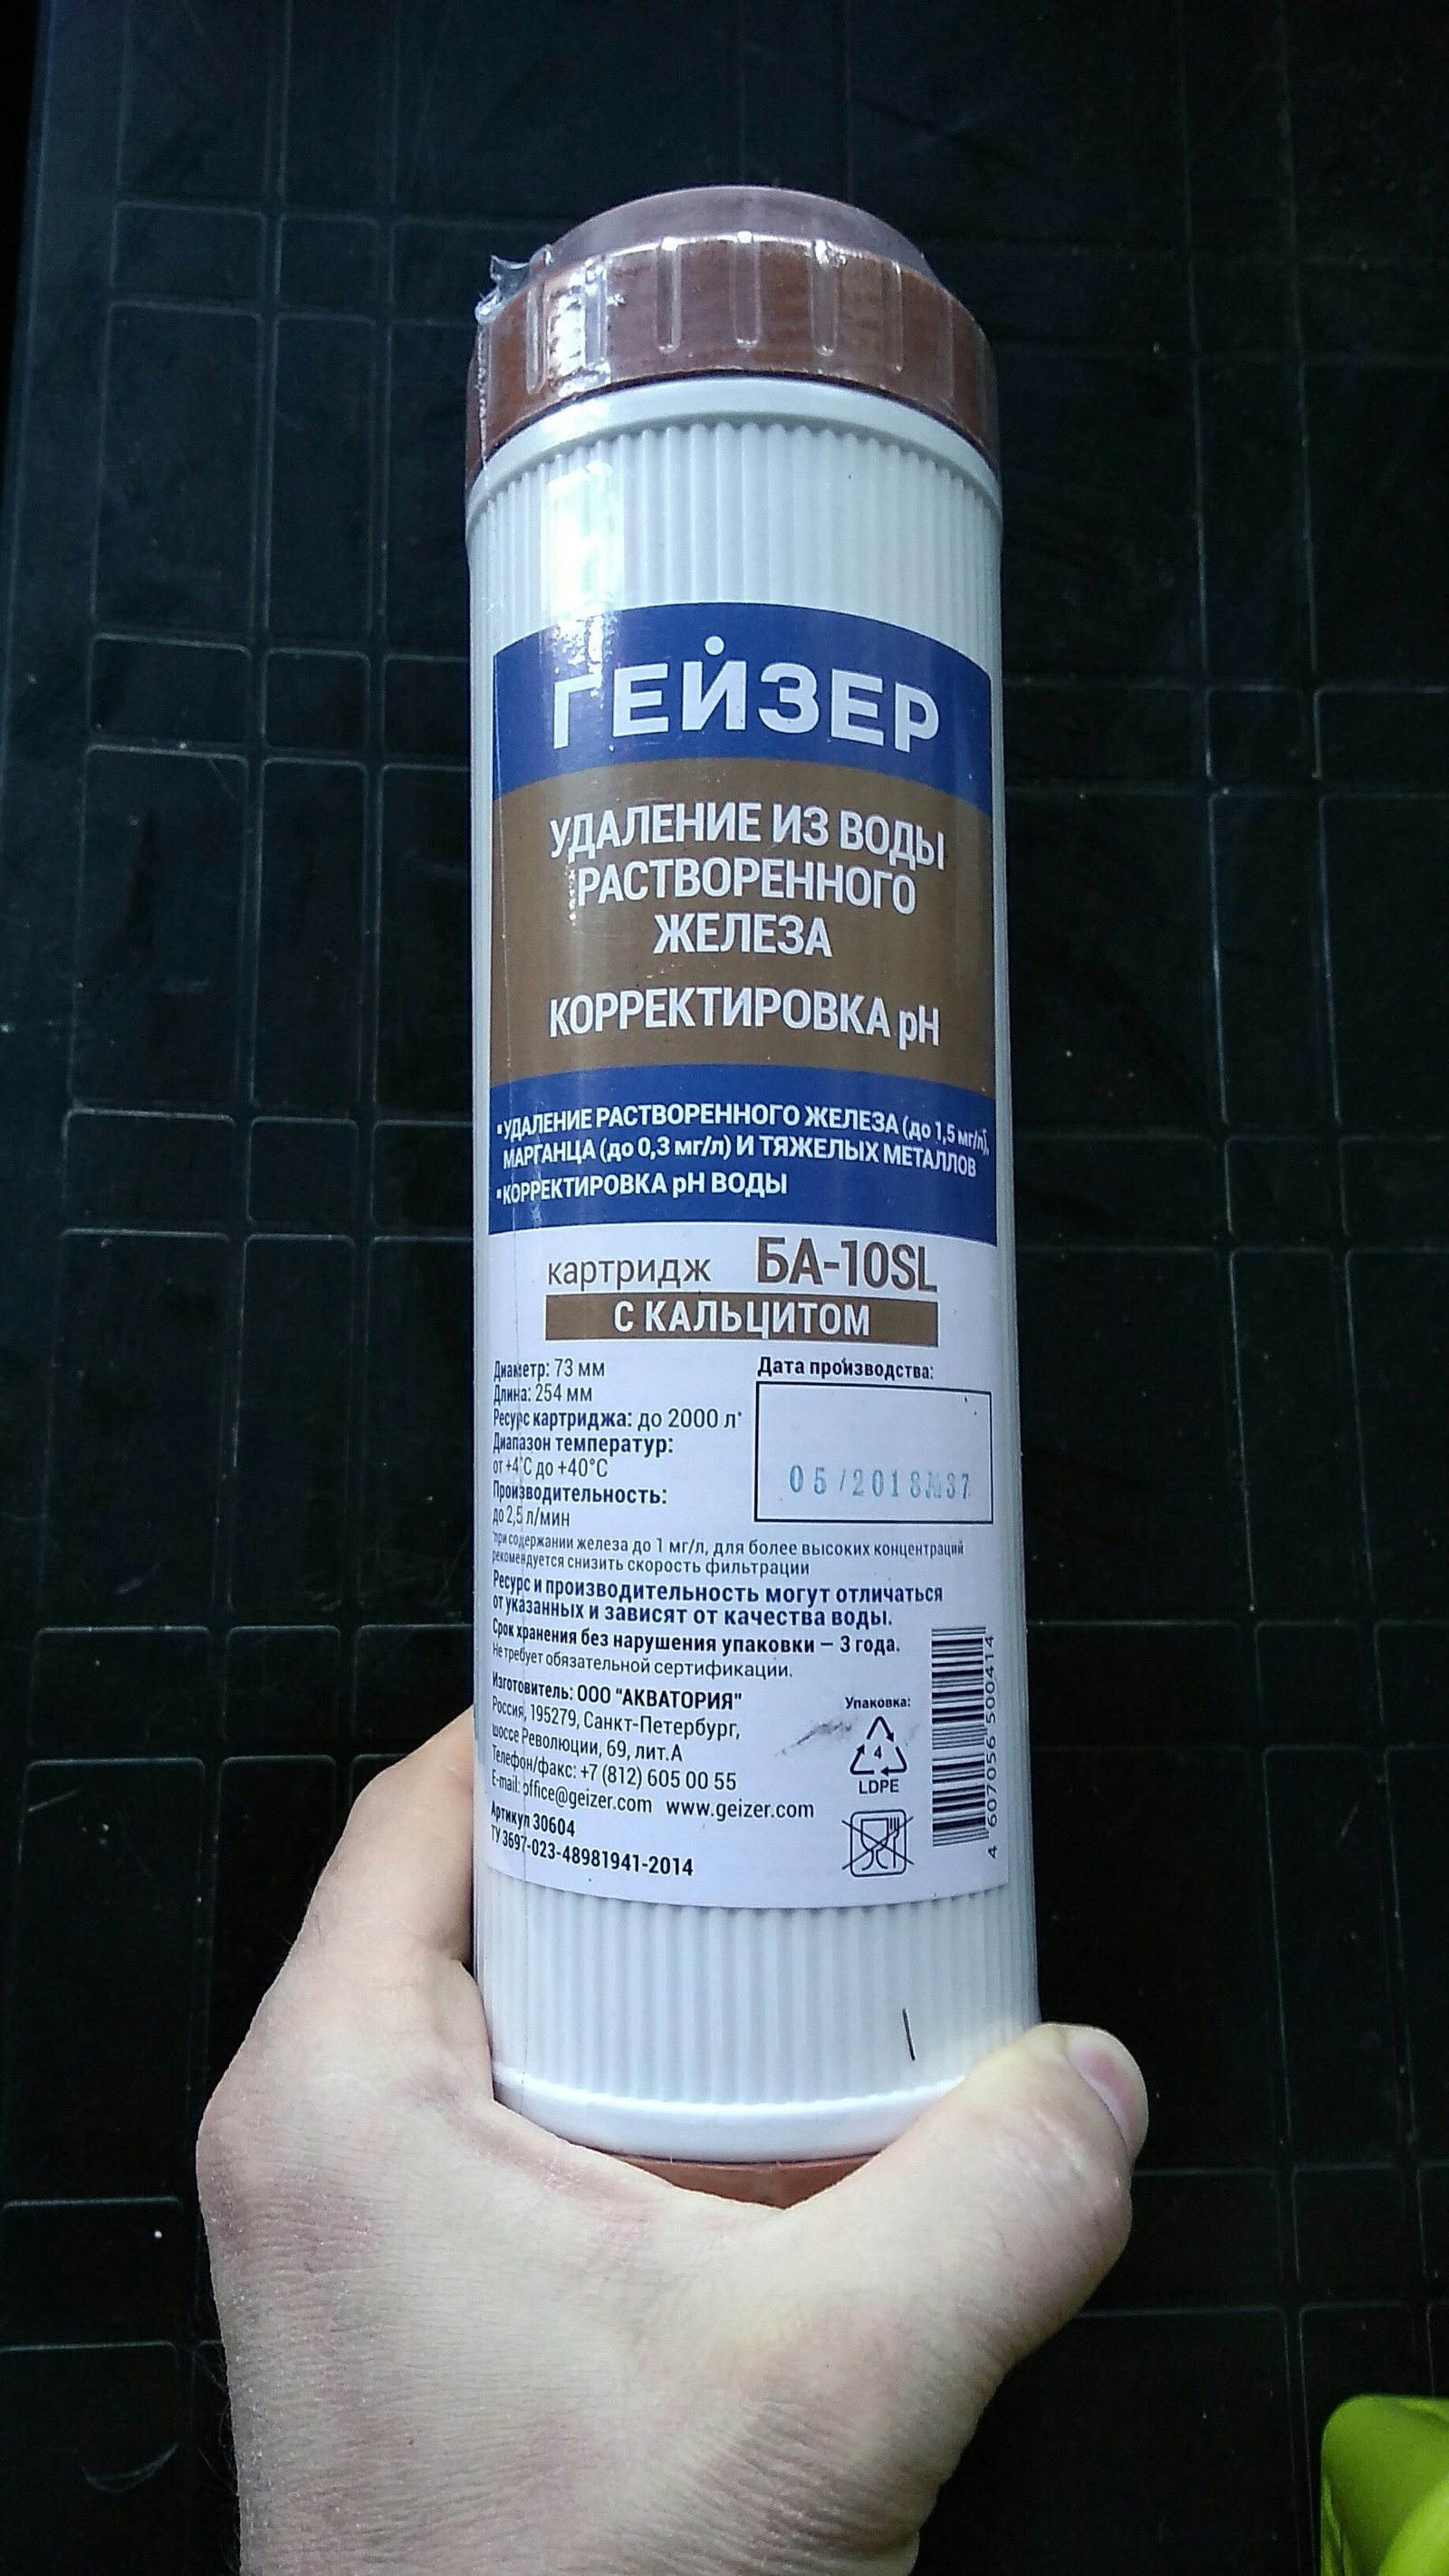 ГЕЙЗЕР
УДАЛЕНИЕ ИЗ ВОДЫ
РАСТВОРЕННОГО
ЖЕЛЕЗА
КОРРЕКТИРОВКА pH
▪УДАЛЕНИЕ РАСТВОРЕННОГО ЖЕЛЕЗА (до 1,5 мг/л),
МАРГАНЦА (до 0,3 мг/л) И ТЯЖЕЛЫХ МЕТАЛЛОВ
▪КОРРЕКТИРОВКА pH ВОДЫ
картридж БА-10SL
С КАЛЬЦИТОМ
Диаметр: 73 мм
Длина: 254 мм
Ресурс картриджа: до 2000 л*
Диапазон температур:
от +4°С до +40°С
Производительность:
до 2,5 л/мин
Дата производства:
05/2018№37
*при содержании железа до 1 мг/л, для более высоких концентраций
рекомендуется снизить скорость фильтрации
Ресурс и производительность могут отличаться
от указанных и зависят от качества воды.
Срок хранения без нарушения упаковки – 3 года.
Не требует обязательной сертификации.
Изготовитель: ООО "АКВАТОРИЯ"
Россия, 195279, Санкт-Петербург,
шоссе Революции, 69, лит.А
Телефон/факс: +7 (812) 605 00 55
E-mail: office@geizer.com www.geizer.com
Артикул 30604
ТУ 3697-023-48981941-2014
Упаковка:
4
LDPE
4 607056 500414